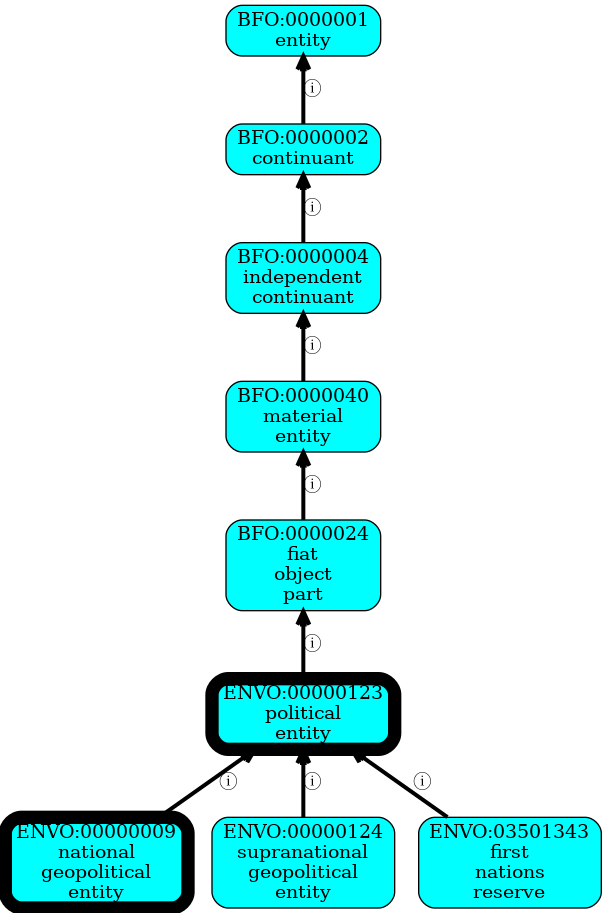 BFO:0000001
entity
ⓘ
BFO:0000002
continuant
ⓘ
BFO:0000004
independent
continuant
ⓘ
BFO:0000040
material
entity
ⓘ
BFO:0000024
fiat
object
part
ⓘ
ENVO:00000123
political
entity
ⓘ
ⓘ
ⓘ
ENVO:00000009
national
geopolitical
entity
ENVO:00000124
supranational
geopolitical
entity
ENVO:03501343
first
nations
reserve